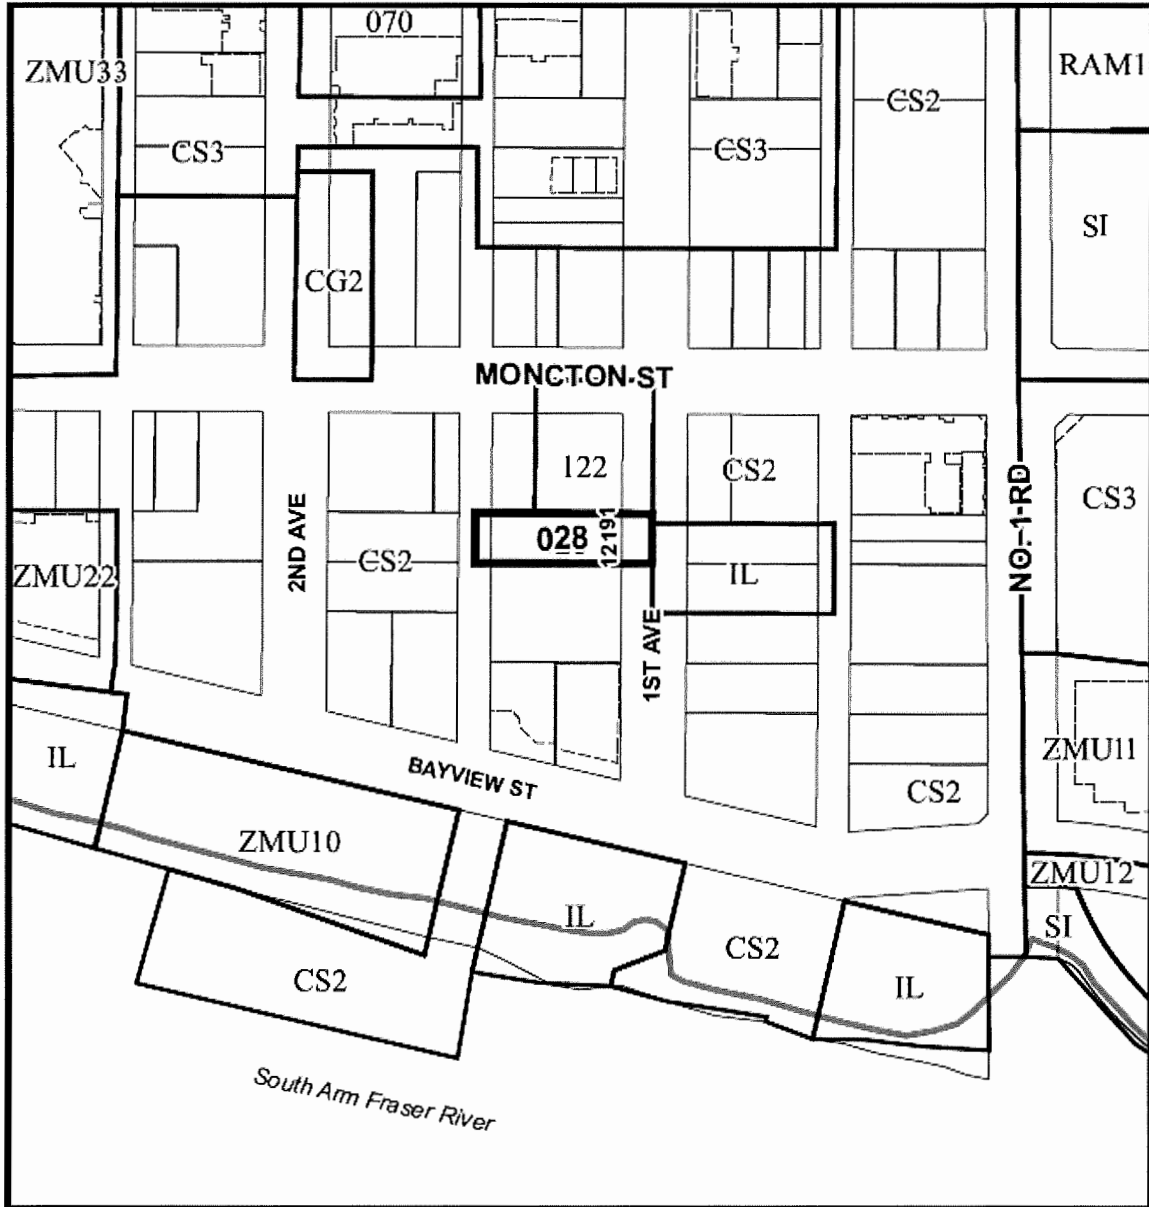 070
ZMU33
RAM1
CS2
CS3
CS3
SI
CG2
MONCTON ST
122
CS2
CS3
NO. 1 RD
2ND AVE
028
12191
CS2
IL
ZMU22
1ST AVE
ZMU11
IL
BAYVIEW ST
CS2
ZMU10
ZMU12
IL
SI
CS2
CS2
IL
South Arm Fraser River